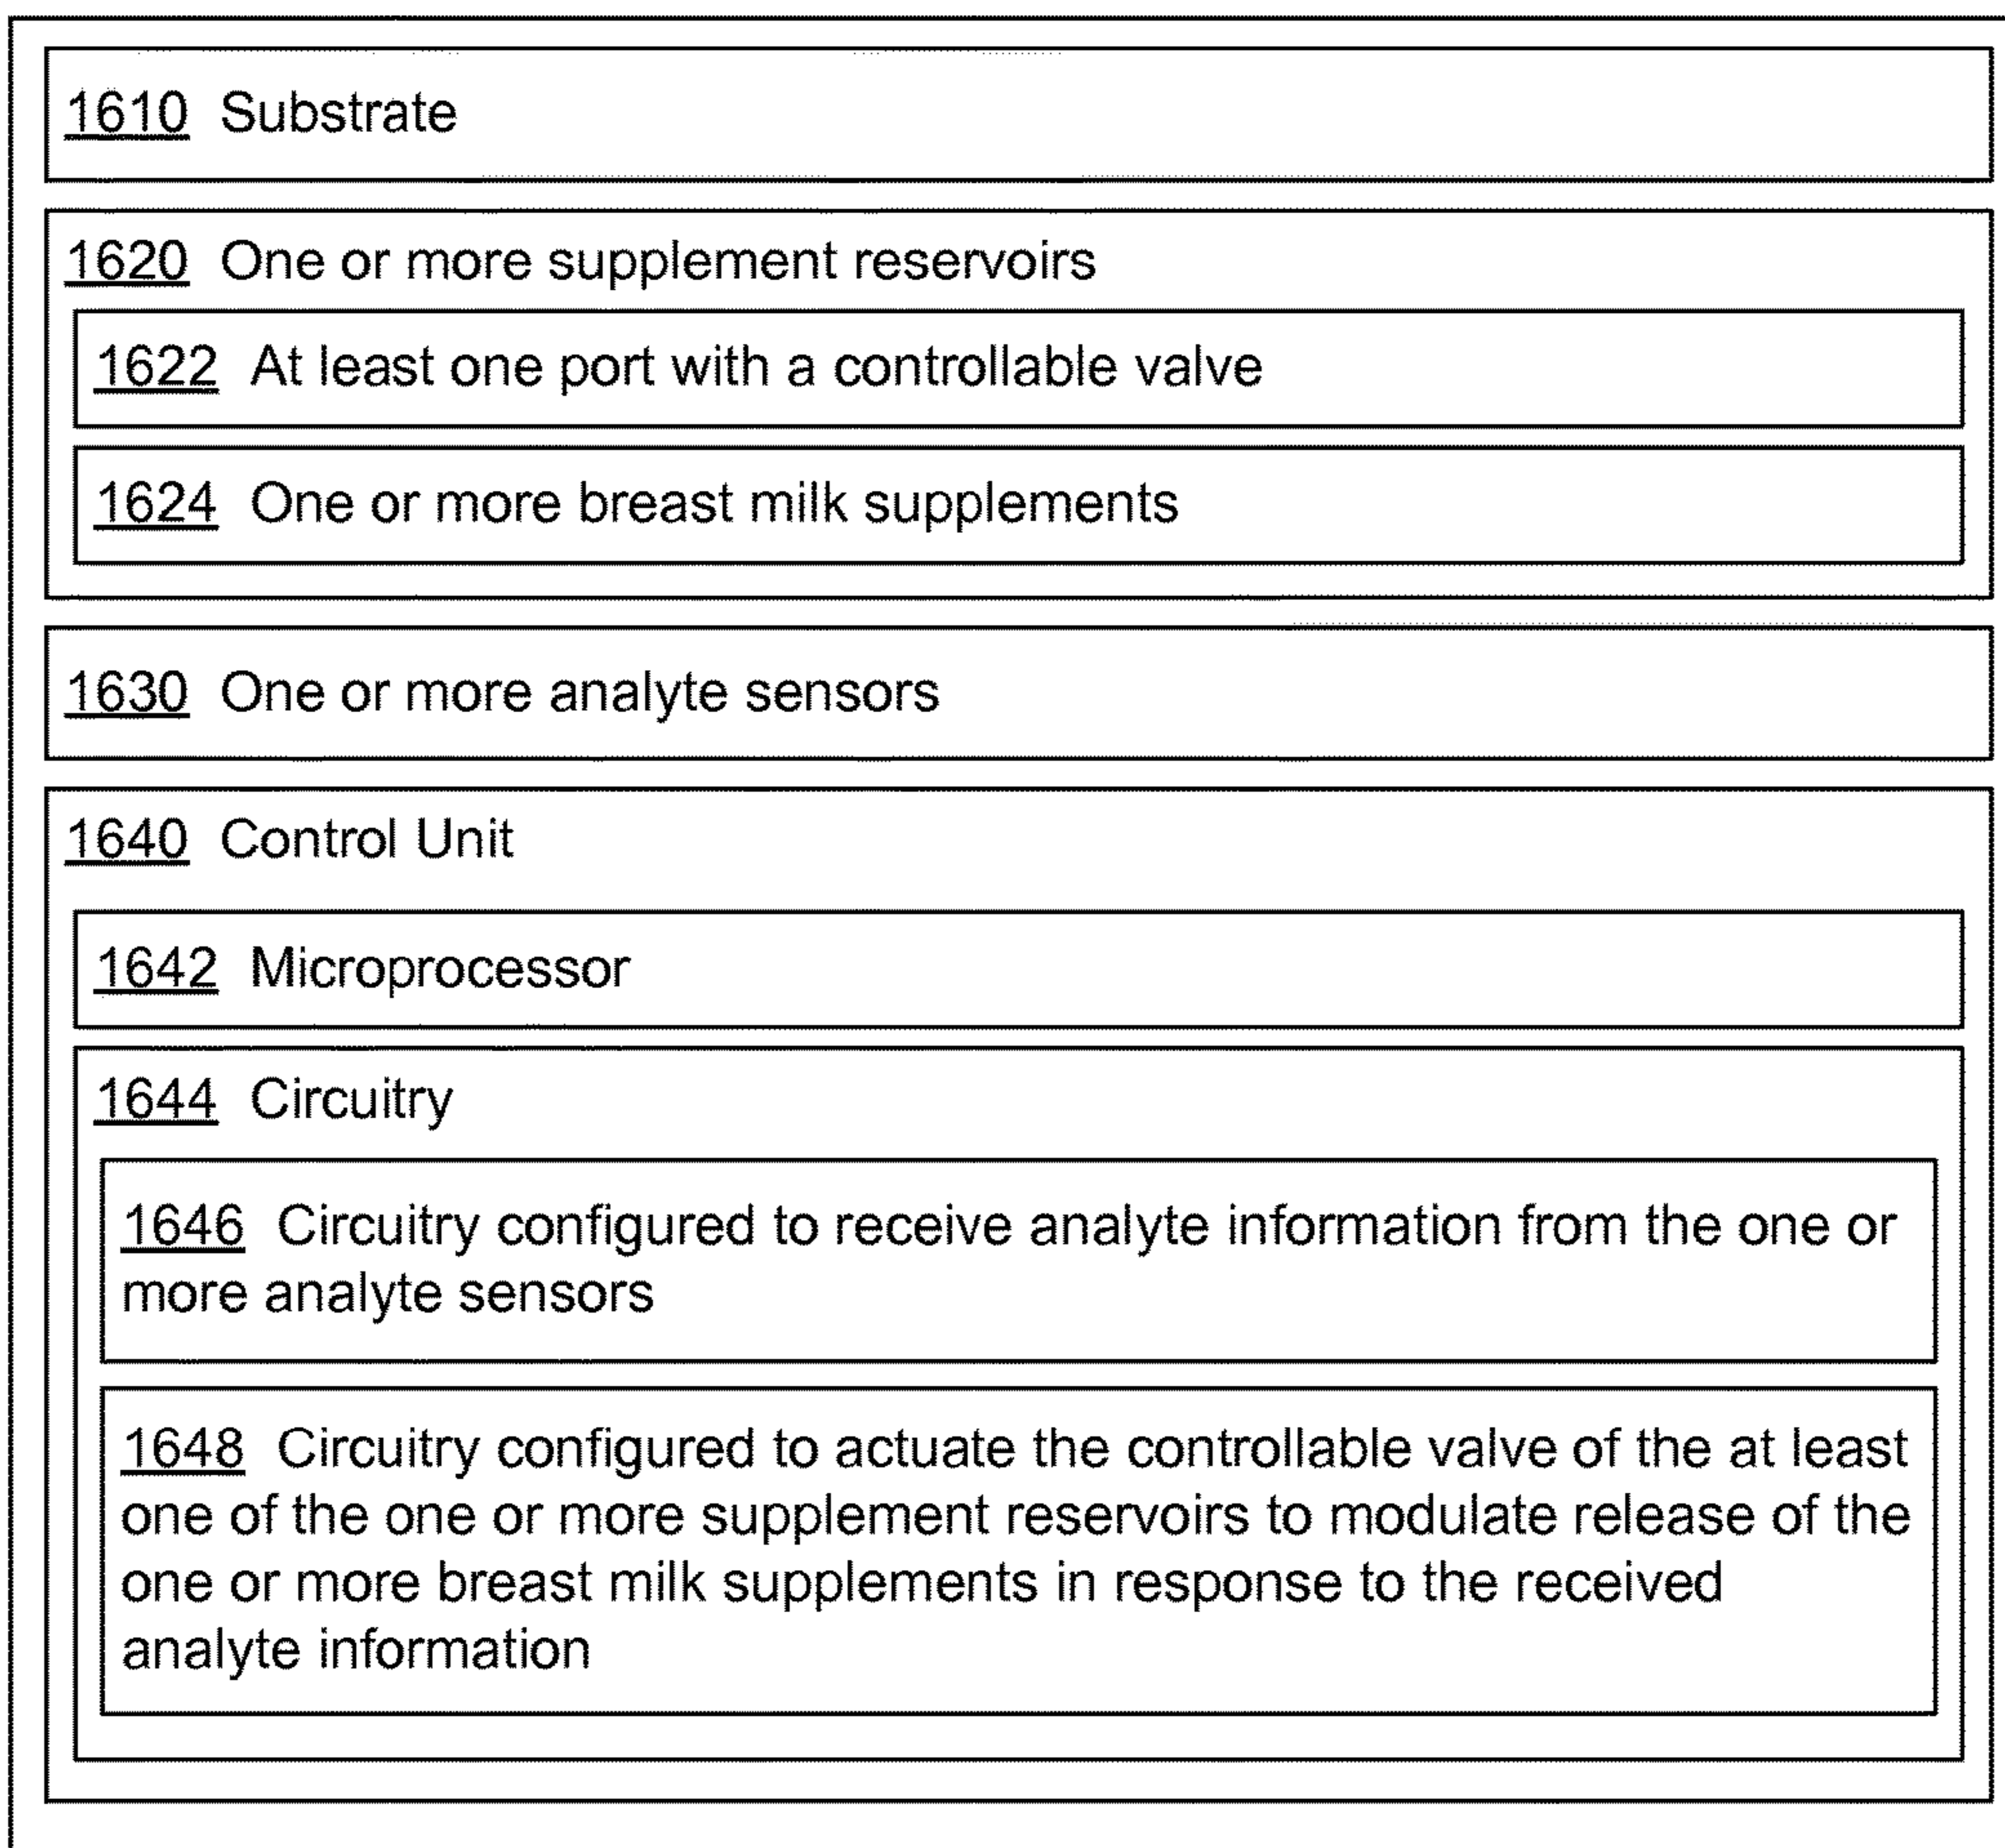 1610 Substrate
1620 One or more supplement reservoirs
1622 At least one port with a controllable valve
1624 One or more breast milk supplements
1630 One or more analyte sensors
1640 Control Unit
1642 Microprocessor
1644 Circuitry
1646 Circuitry configured to receive analyte information from the one or
more analyte sensors
1648 Circuitry configured to actuate the controllable valve of the at least
one of the one or more supplement reservoirs to modulate release of the
one or more breast milk supplements in response to the received
analyte information